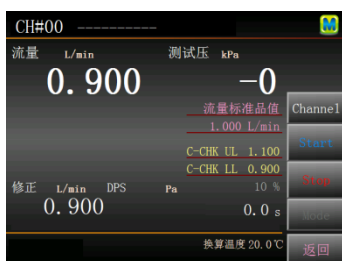 CH#00 ----------
M
流量 L/min 测试压 kPa
0.900 -0
流量标准品值 Channel
1.000 L/min
Start
C-CHK UL 1.100
C-CHK LL 0.900
Stop
修正 L/min DPS Pa 10 %
0.900 0.0 s
Mode
换算温度 20.0℃
返回